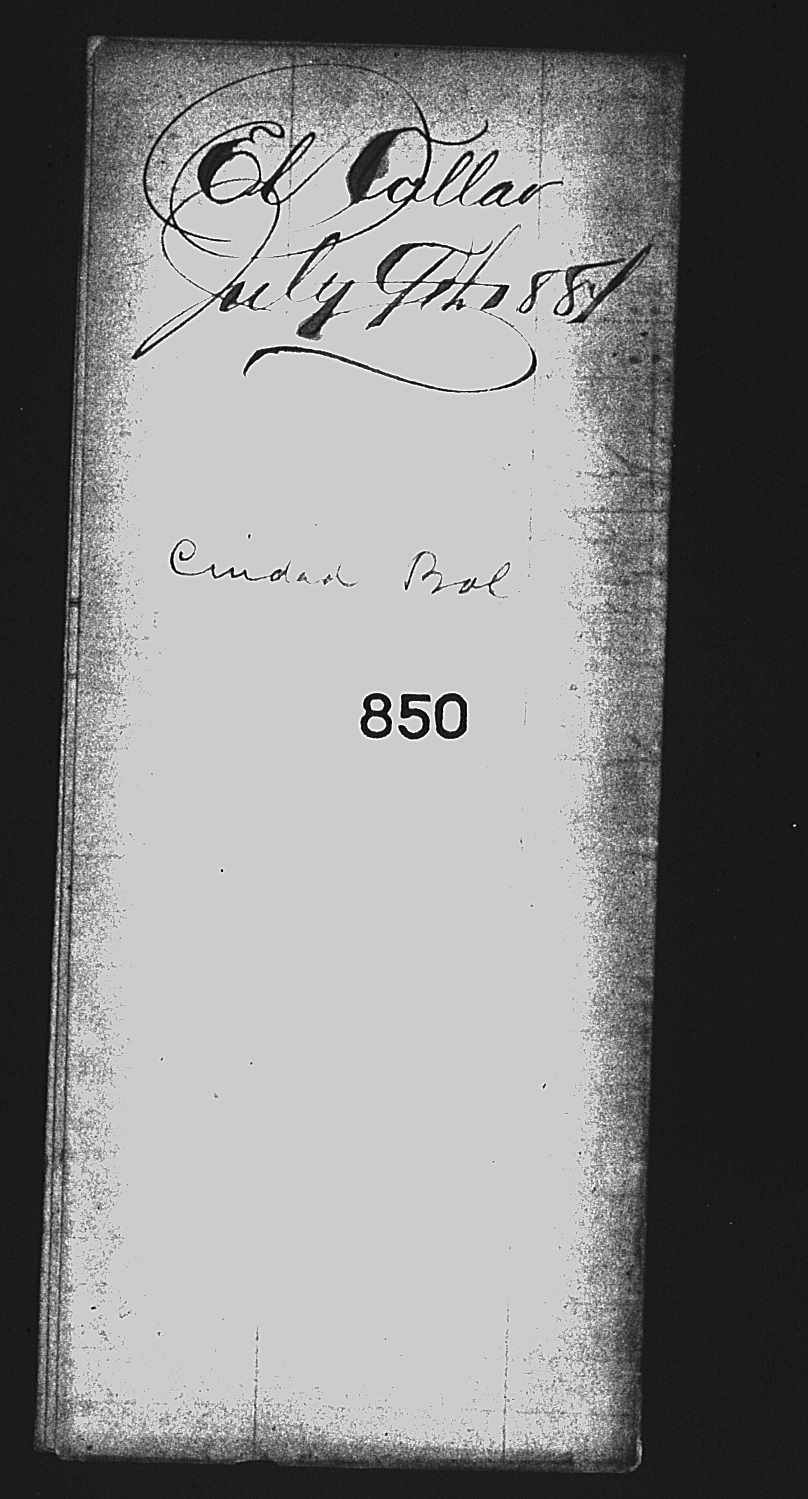 El Callao
July 9th 1881
Ciudad Bol
850